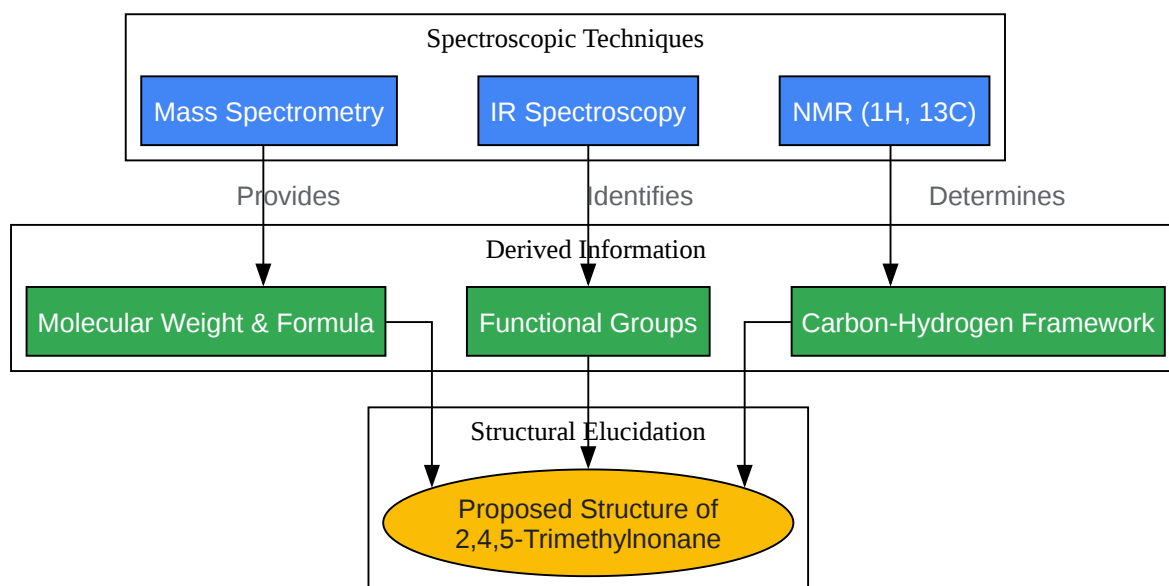 Spectroscopic Techniques
Mass Spectrometry
IR Spectroscopy
NMR (1H, 13C)
Provides
Identifies
Determines
Derived Information
Molecular Weight & Formula
Functional Groups
Carbon-Hydrogen Framework
Structural Elucidation
Proposed Structure of
2,4,5-Trimethylnonane